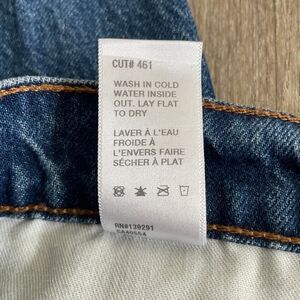 CUT# 461
WASH IN COLD
WATER INSIDE
OUT. LAY FLAT
TO DRY
LAVER À L'EAU
FROIDE À
L'ENVERS FAIRE
SÉCHER À PLAT
RN#139291
CA40554